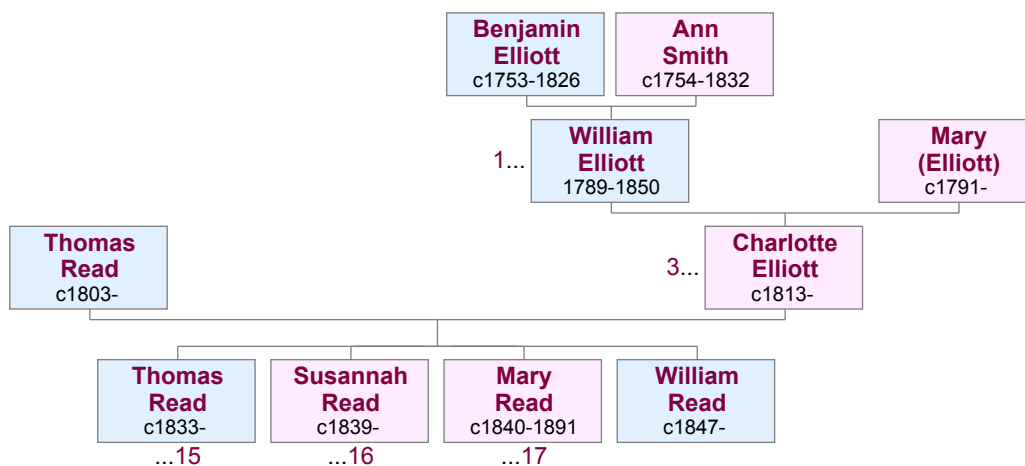 Benjamin
Elliott
c1753-1826
Ann
Smith
c1754-1832
1...
William
Elliott
1789-1850
Mary
(Elliott)
c1791-
Thomas
Read
c1803-
3...
Charlotte
Elliott
c1813-
Thomas
Read
c1833-
...15
Susannah
Read
c1839-
...16
Mary
Read
c1840-1891
...17
William
Read
c1847-